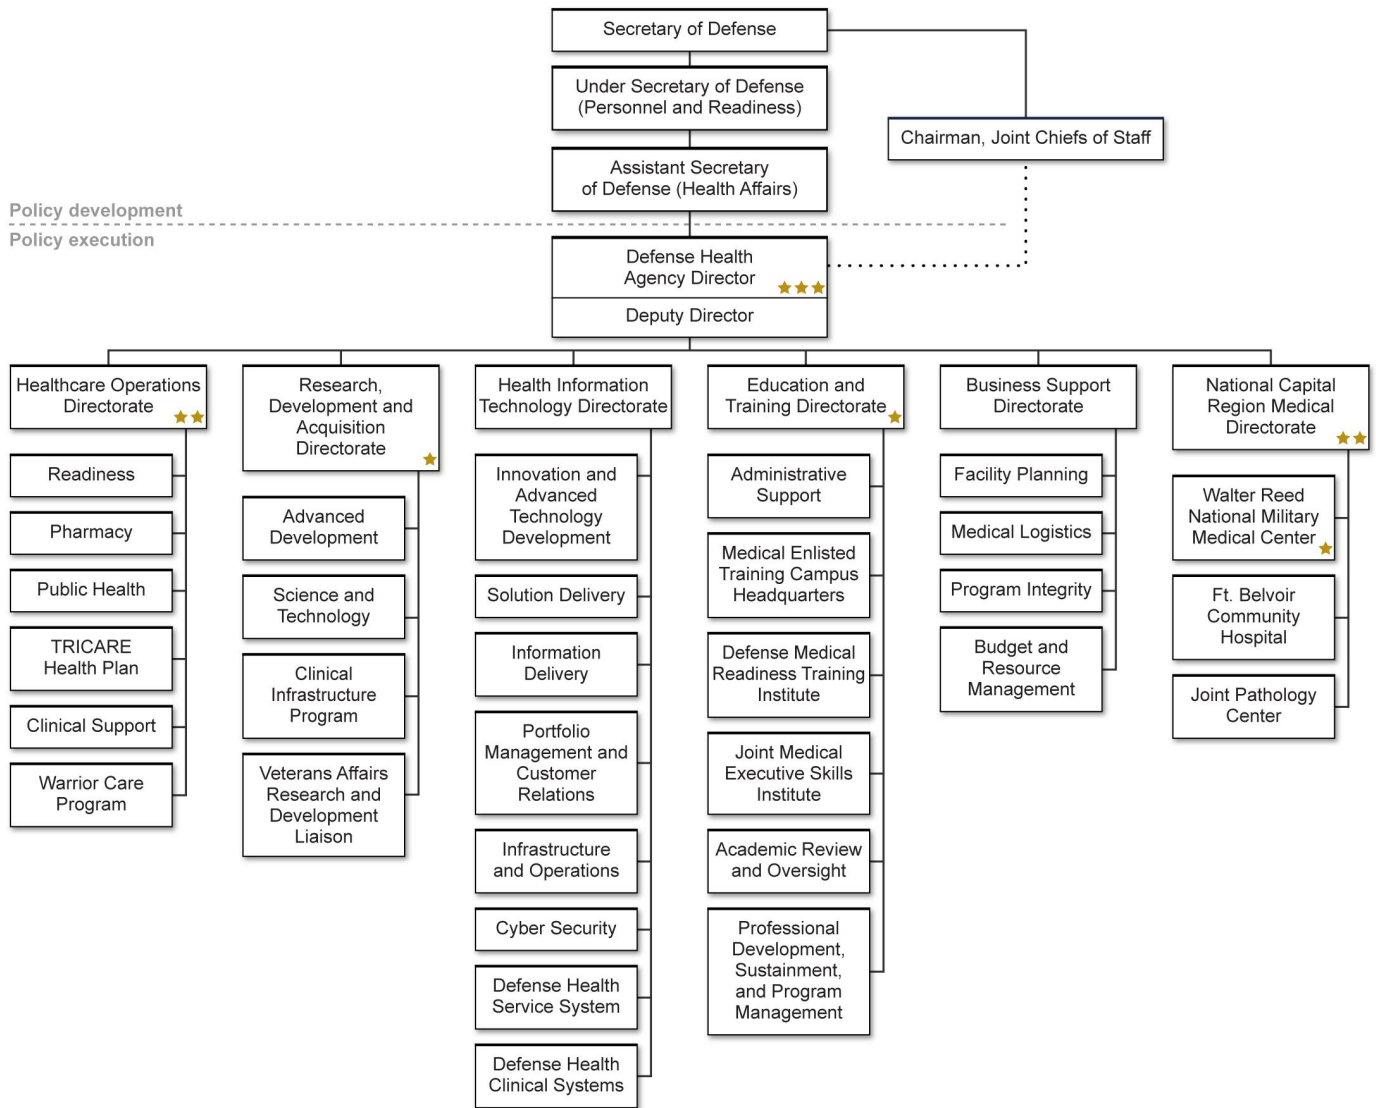 Secretary of Defense
Under Secretary of Defense
(Personnel and Readiness)
Chairman, Joint Chiefs of Staff
Assistant Secretary
of Defense (Health Affairs)
Policy development
Policy execution
Defense Health
Agency Director
Deputy Director
Healthcare Operations
Directorate
Readiness
Pharmacy
Public Health
TRICARE
Health Plan
Clinical Support
Warrior Care
Program
Research,
Development and
Acquisition
Directorate
Advanced
Development
Science and
Technology
Clinical
Infrastructure
Program
Veterans Affairs
Research and
Development
Liaison
Health Information
Technology Directorate
Innovation and
Advanced
Technology
Development
Solution Delivery
Information
Delivery
Portfolio
Management and
Customer
Relations
Infrastructure
and Operations
Cyber Security
Defense Health
Service System
Defense Health
Clinical Systems
Education and
Training Directorate
Administrative
Support
Medical Enlisted
Training Campus
Headquarters
Defense Medical
Readiness Training
Institute
Joint Medical
Executive Skills
Institute
Academic Review
and Oversight
Professional
Development,
Sustainment,
and Program
Management
Business Support
Directorate
Facility Planning
Medical Logistics
Program Integrity
Budget and
Resource
Management
National Capital
Region Medical
Directorate
Walter Reed
National Military
Medical Center
Ft. Belvoir
Community
Hospital
Joint Pathology
Center